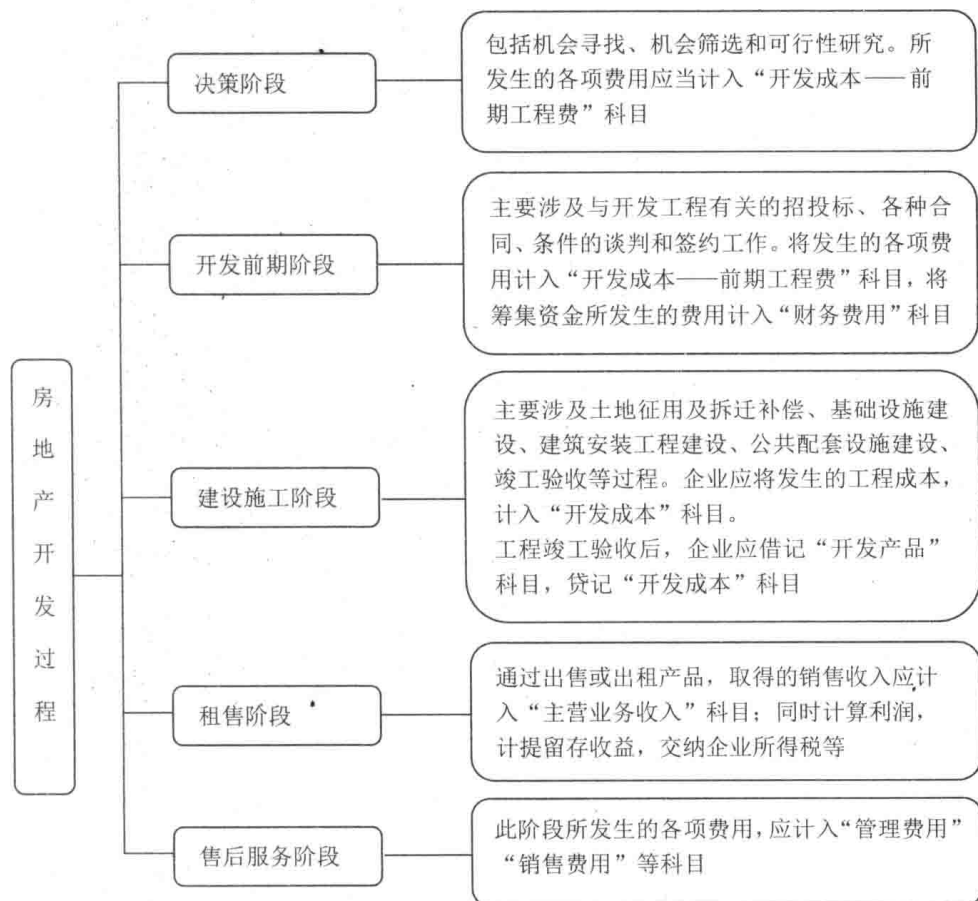 房地产开发过程
决策阶段
包括机会寻找、机会筛选和可行性研究。所
发生的各项费用应当计入“开发成本——前
期工程费”科目
开发前期阶段
主要涉及与开发工程有关的招投标、各种合
同、条件的谈判和签约工作。将发生的各项费
用计入“开发成本——前期工程费”科目，将
筹集资金所发生的费用计入“财务费用”科目
建设施工阶段
主要涉及土地征用及拆迁补偿、基础设施建
设、建筑安装工程建设、公共配套设施建设、
竣工验收等过程。企业应将发生的工程成本，
计入“开发成本”科目。
工程竣工验收后，企业应借记“开发产品”
科目，贷记“开发成本”科目
租售阶段
通过出售或出租产品，取得的销售收入应计
入“主营业务收入”科目；同时计算利润，
计提留存收益，交纳企业所得税等
售后服务阶段
此阶段所发生的各项费用，应计入“管理费用”
“销售费用”等科目